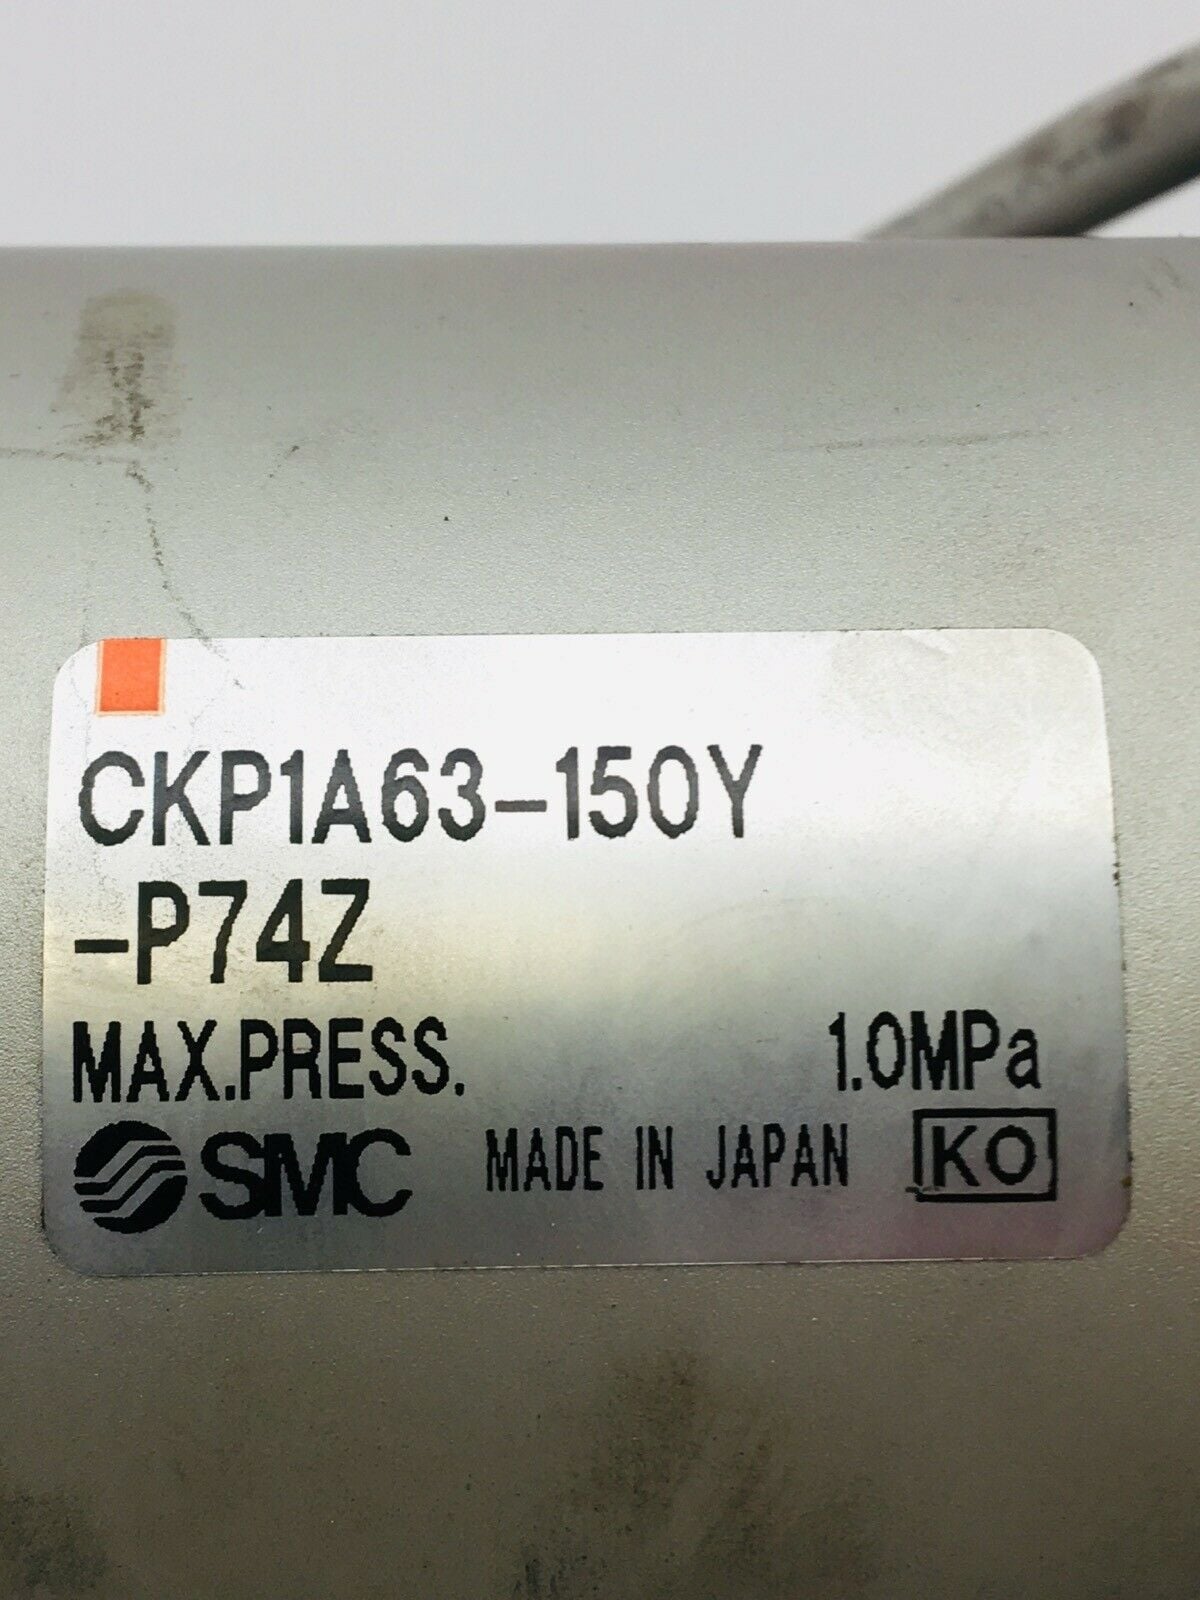 CKP1A63-150Y
-P74Z
MAX.PRESS. 1.0MPa
SMC MADE IN JAPAN KO